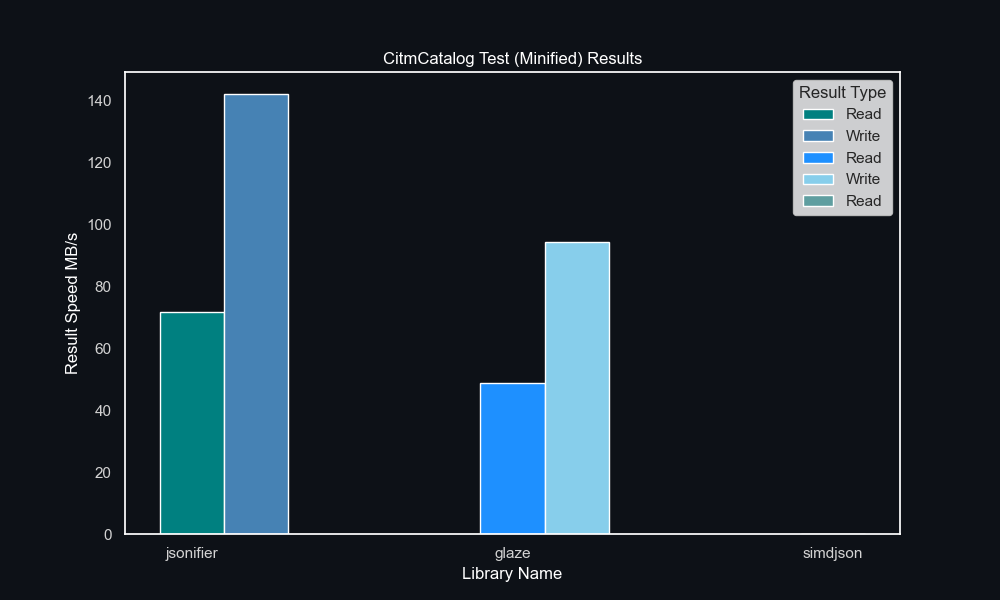 CitmCatalog Test (Minified) Results
Result Type
Read
Write
Read
Write
Read
Result Speed MB/s
140
120
100
80
60
40
20
0
jsonifier glaze simdjson
Library Name